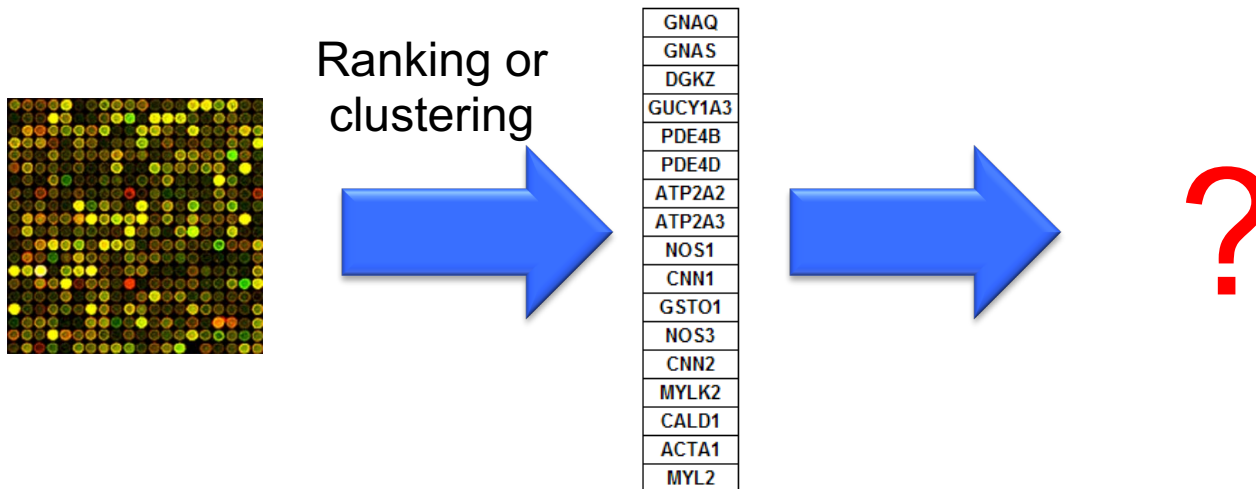 Ranking or
clustering
GNAQ
GNAS
DGKZ
GUCY1A3
PDE4B
PDE4D
ATP2A2
ATP2A3
NOS1
CNN1
GSTO1
NOS3
CNN2
MYLK2
CALD1
ACTA1
MYL2
?